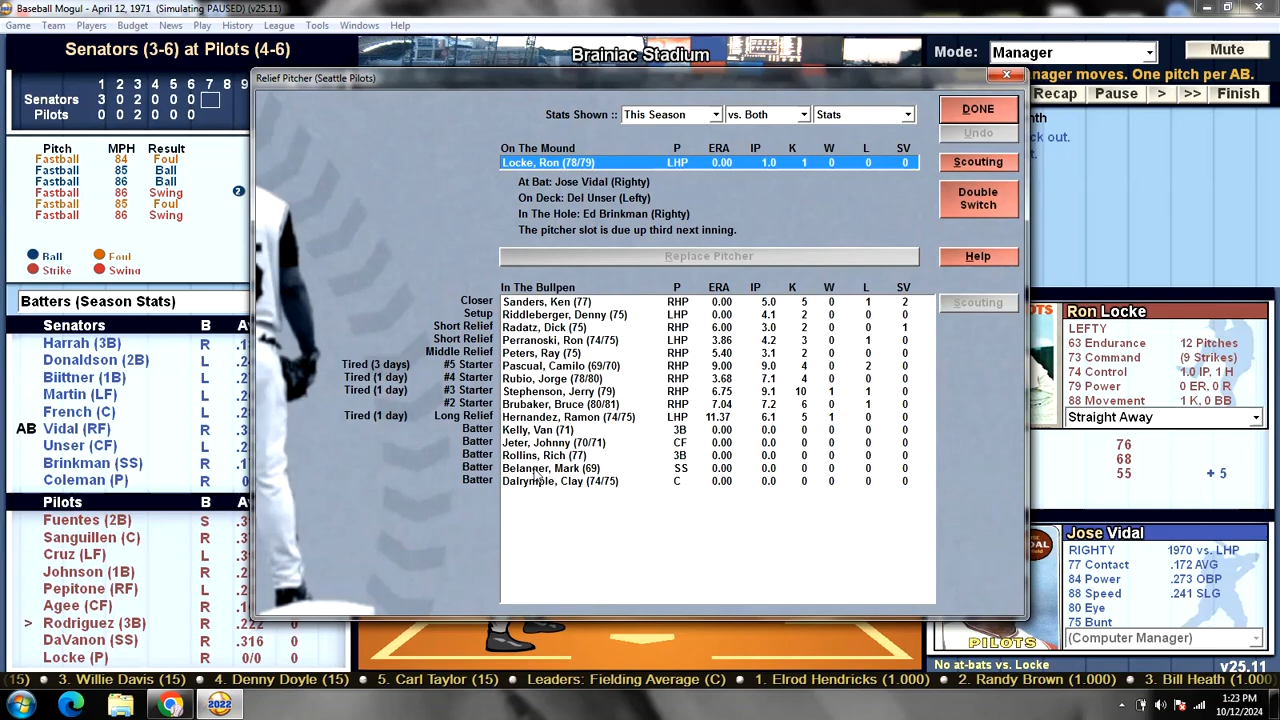 Baseball Mogul - April 12, 1971 (Simulating PAUSED) (v25.11)
Game Team Players Budget News Play History League Tools Windows Help
Senators (3-6) at Pilots (4-6)
Brainiac Stadium
Mode: Manager
Mute
1 2 3 4 5 6 7 8 9
Senators 3 0 2 0 0 0
Pilots 0 0 2 0 0 0
Pitch MPH Result
Fastball 84 Foul
Fastball 85 Ball
Fastball 86 Ball
Fastball 86 Swing 2
Fastball 85 Foul
Fastball 86 Swing
Ball Foul
Strike Swing
Batters (Season Stats)
Senators B
Harrah (3B) R
Donaldson (2B) L
Biittner (1B) L
Martin (LF) L
French (C) L
AB Vidal (RF) R
Unser (CF) L
Brinkman (SS) R
Coleman (P) R
Pilots B
Fuentes (2B) S
Sanguillen (C) R
Cruz (LF) L
Johnson (1B) R
Pepitone (RF) L
Agee (CF) R
> Rodriguez (3B) R .222 0
DaVanon (SS) R .316 0
Locke (P) R 0/0 0
Relief Pitcher (Seattle Pilots)
Stats Shown :: This Season vs. Both Stats
DONE
Undo
Scouting
Double Switch
Help
Scouting
On The Mound P ERA IP K W L SV
Locke, Ron (78/79) LHP 0.00 1.0 1 0 0 0
At Bat: Jose Vidal (Righty)
On Deck: Del Unser (Lefty)
In The Hole: Ed Brinkman (Righty)
The pitcher slot is due up third next inning.
Replace Pitcher
In The Bullpen P ERA IP K W L SV
Closer Sanders, Ken (77) RHP 0.00 5.0 5 0 1 2
Setup Riddleberger, Denny (75) LHP 0.00 4.1 2 0 0 0
Short Relief Radatz, Dick (75) RHP 6.00 3.0 2 0 0 1
Short Relief Perranoski, Ron (74/75) LHP 3.86 4.2 3 0 1 0
Middle Relief Peters, Ray (75) RHP 5.40 3.1 2 0 0 0
Tired (3 days) #5 Starter Pascual, Camilo (69/70) RHP 9.00 9.0 4 0 2 0
Tired (1 day) #4 Starter Rubio, Jorge (78/80) RHP 3.68 7.1 4 0 0 0
Tired (1 day) #3 Starter Stephenson, Jerry (79) RHP 6.75 9.1 10 1 1 0
#2 Starter Brubaker, Bruce (80/81) RHP 7.04 7.2 6 0 1 0
Tired (1 day) Long Relief Hernandez, Ramon (74/75) LHP 11.37 6.1 5 1 0 0
Batter Kelly, Van (71) 3B 0.00 0.0 0 0 0 0
Batter Jeter, Johnny (70/71) CF 0.00 0.0 0 0 0 0
Batter Rollins, Rich (77) 3B 0.00 0.0 0 0 0 0
Batter Belanger, Mark (69) SS 0.00 0.0 0 0 0 0
Batter Dalrymple, Clay (74/75) C 0.00 0.0 0 0 0 0
nager moves. One pitch per AB.
Recap Pause > >> Finish
Ron Locke
LEFTY
63 Endurance 12 Pitches
73 Command (9 Strikes)
74 Control 1.0 IP, 1 H
79 Power 0 ER, 0 R
88 Movement 1 K, 0 BB
Straight Away
76
68
55 + 5
Jose Vidal
RIGHTY 1970 vs. LHP
77 Contact .172 AVG
84 Power .273 OBP
88 Speed .241 SLG
80 Eye
75 Bunt
PILOTS
(Computer Manager)
No at-bats vs. Locke
v25.11
(15) 3. Willie Davis (15) 4. Denny Doyle (15) 5. Carl Taylor (15) Leaders: Fielding Average (C) 1. Elrod Hendricks (1.000) 2. Randy Brown (1.000) 3. Bill Heath (1.000)
2022
1:23 PM
10/12/2024